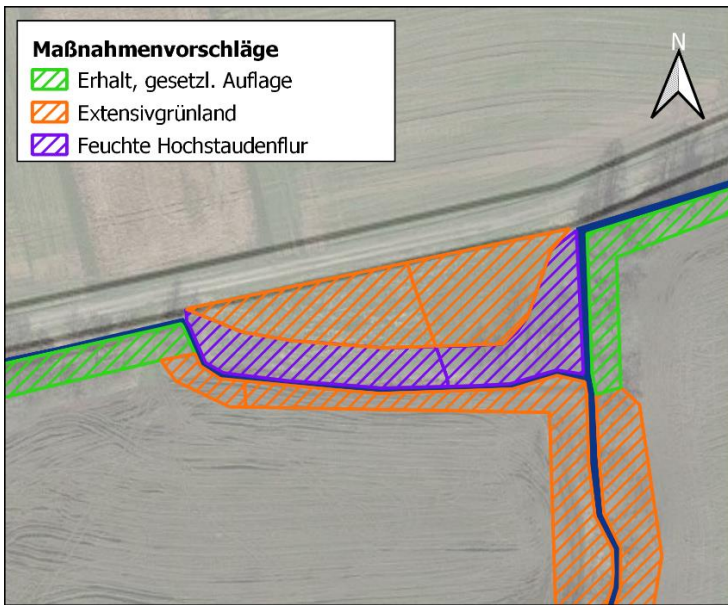 Maßnahmenvorschläge
Erhalt, gesetzl. Auflage
Extensivgrünland
Feuchte Hochstaudenflur
N